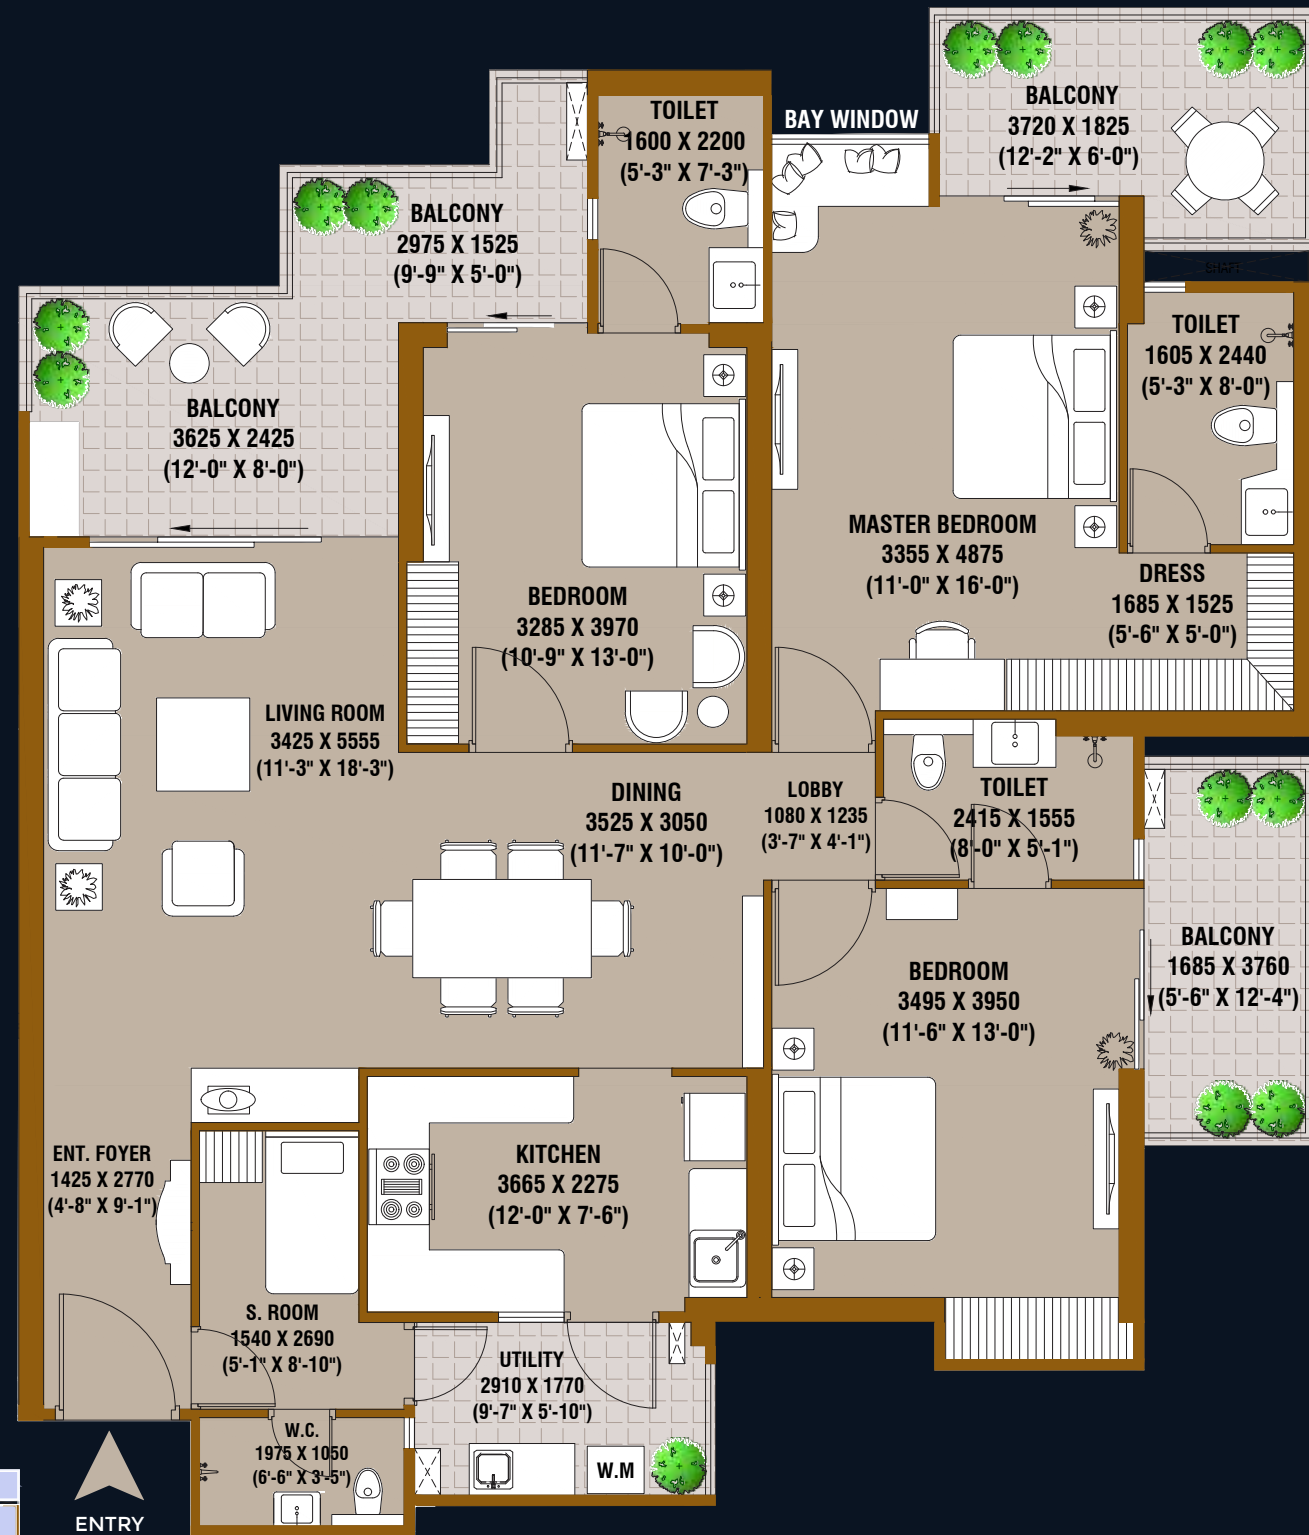 BALCONY
3720 X 1825
(12'-2" X 6'-0")
TOILET
1600 X 2200
(5'-3" X 7'-3")
BAY WINDOW
BALCONY
2975 X 1525
(9'-9" X 5'-0")
SHAFT
TOILET
1605 X 2440
(5'-3" X 8'-0")
BALCONY
3625 X 2425
(12'-0" X 8'-0")
MASTER BEDROOM
3355 X 4875
(11'-0" X 16'-0")
DRESS
1685 X 1525
(5'-6" X 5'-0")
BEDROOM
3285 X 3970
(10'-9" X 13'-0")
LIVING ROOM
3425 X 5555
(11'-3" X 18'-3")
DINING
3525 X 3050
(11'-7" X 10'-0")
LOBBY
1080 X 1235
(3'-7" X 4'-1")
TOILET
2415 X 1555
(8'-0" X 5'-1")
BALCONY
1685 X 3760
(5'-6" X 12'-4")
BEDROOM
3495 X 3950
(11'-6" X 13'-0")
ENT. FOYER
1425 X 2770
(4'-8" X 9'-1")
KITCHEN
3665 X 2275
(12'-0" X 7'-6")
S. ROOM
1540 X 2690
(5'-1" X 8'-10")
UTILITY
2910 X 1770
(9'-7" X 5'-10")
W.C.
1975 X 1050
(6'-6" X 3'-5")
W.M
ENTRY